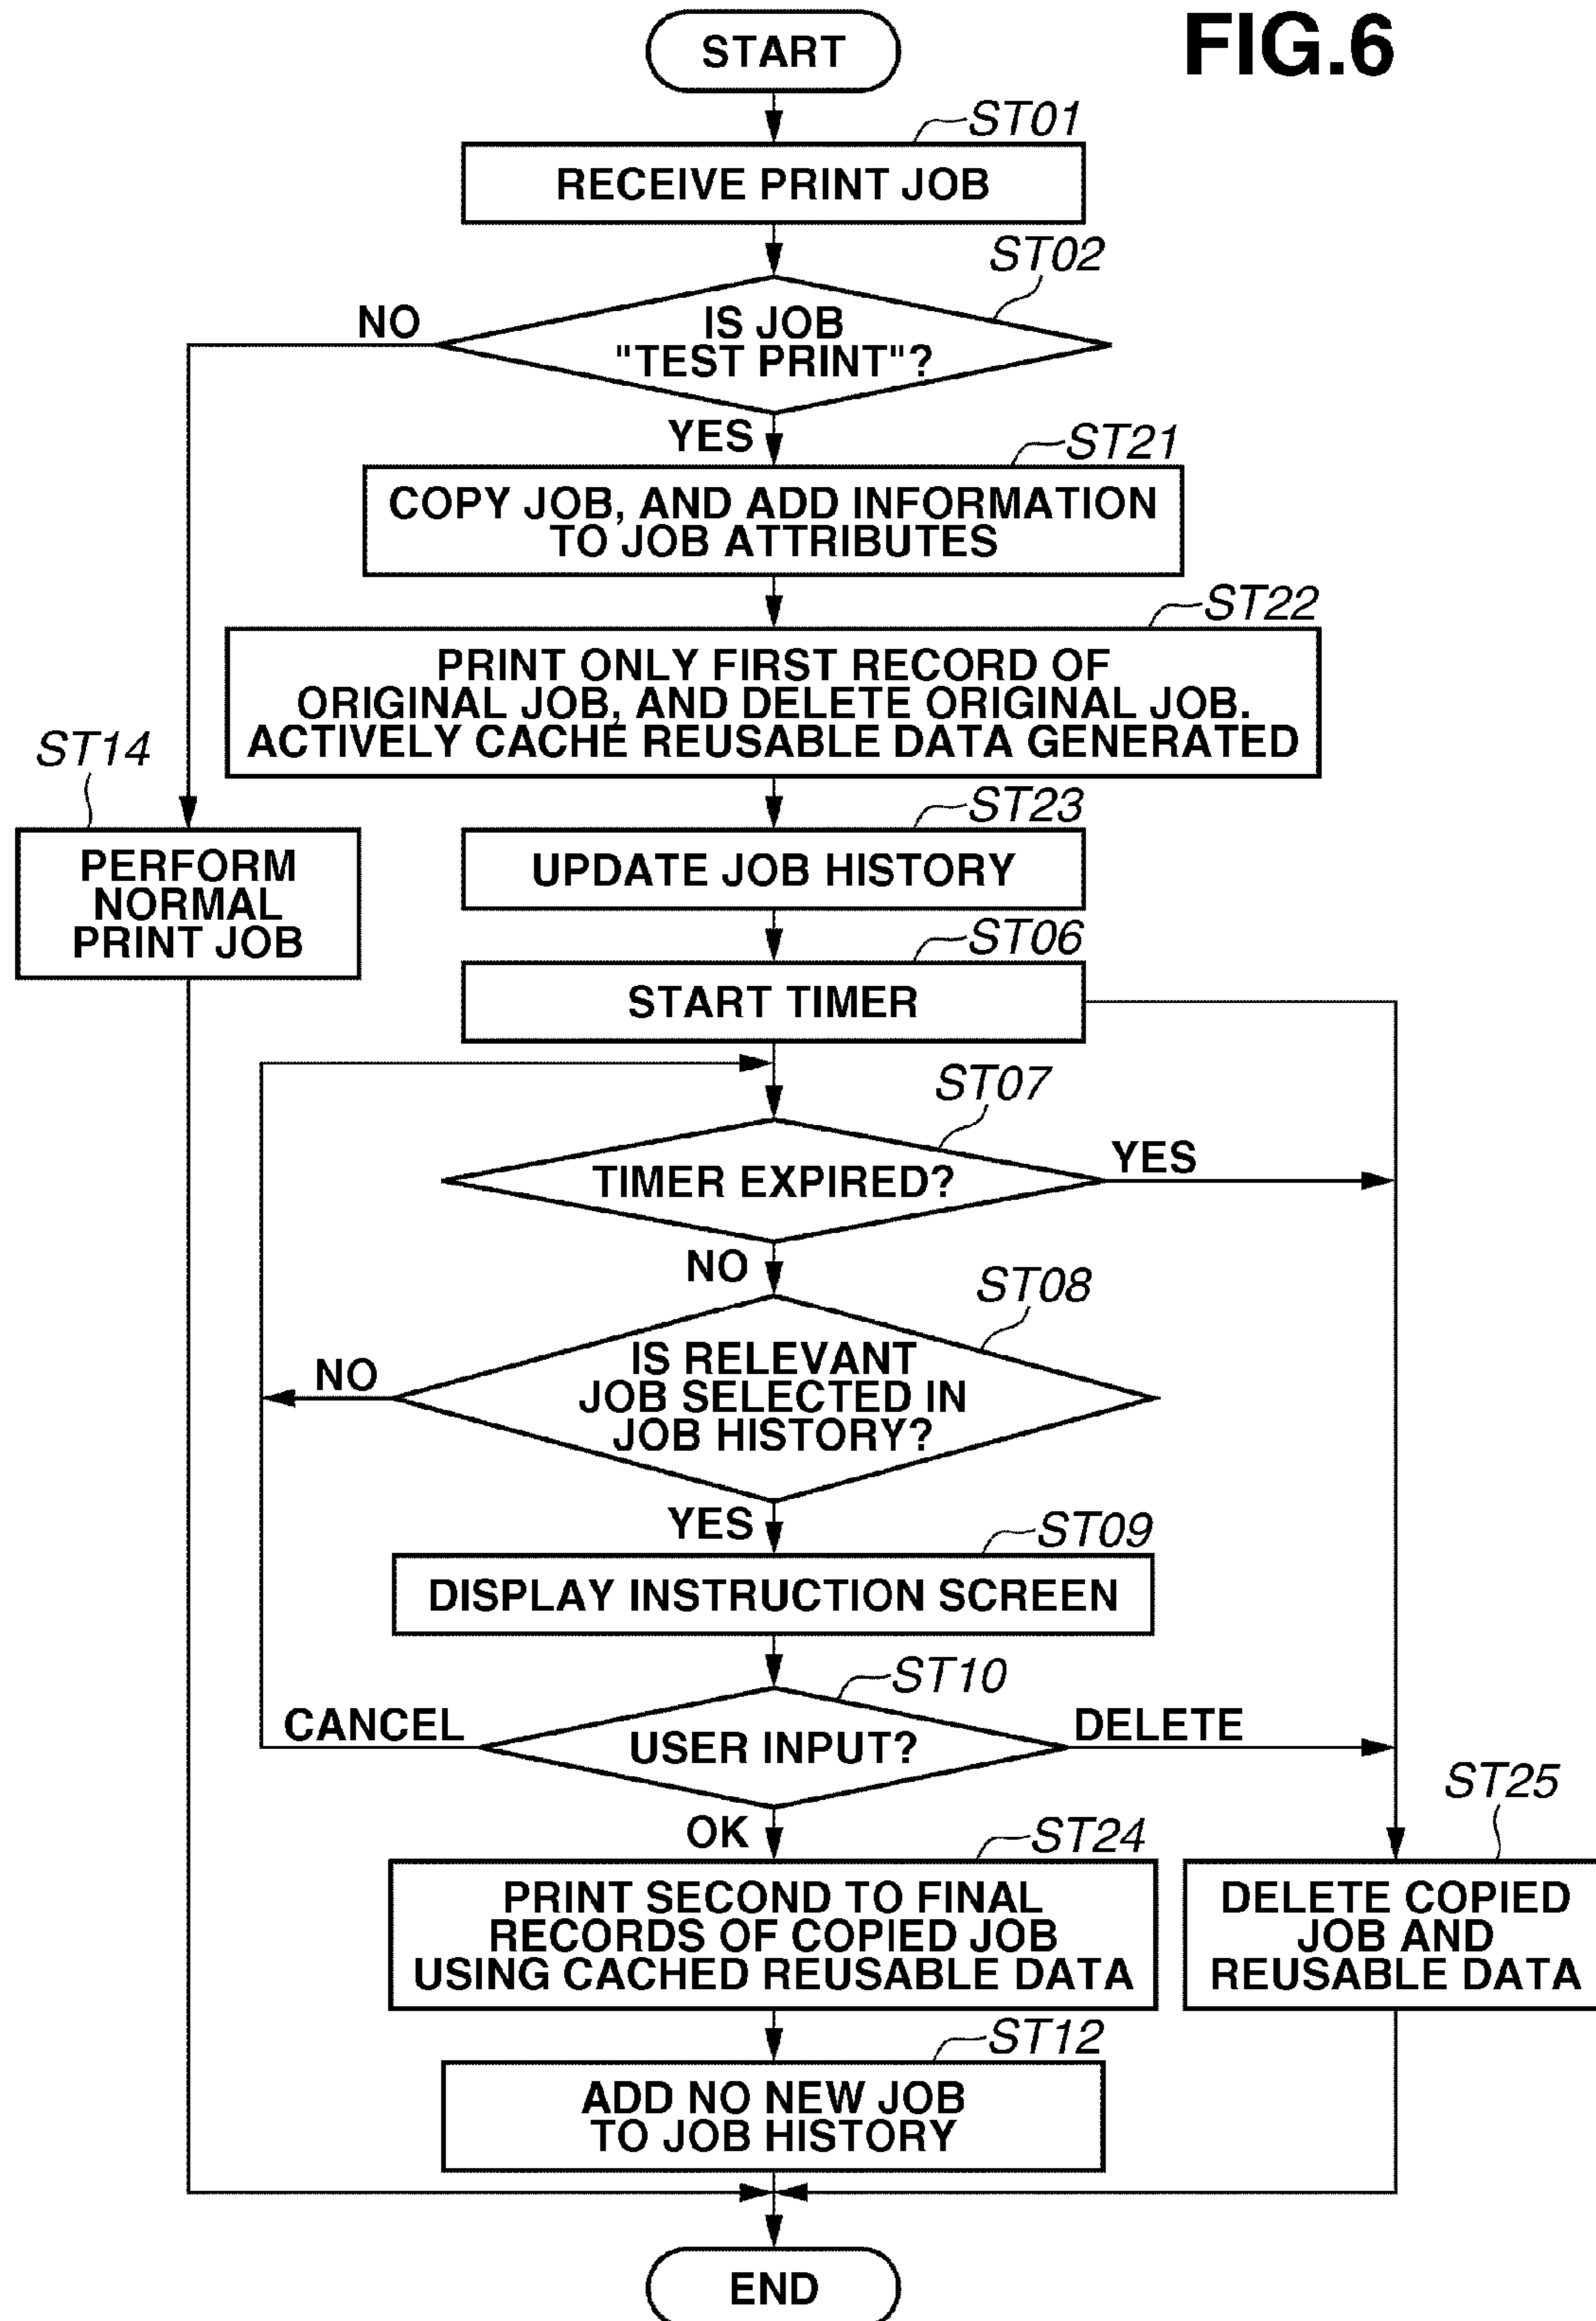 FIG.6
START
ST01
RECEIVE PRINT JOB
ST02
NO
IS JOB
"TEST PRINT"?
YES
ST21
COPY JOB, AND ADD INFORMATION
TO JOB ATTRIBUTES
ST22
PRINT ONLY FIRST RECORD OF
ORIGINAL JOB, AND DELETE ORIGINAL JOB.
ACTIVELY CACHE REUSABLE DATA GENERATED
ST14
PERFORM
NORMAL
PRINT JOB
ST23
UPDATE JOB HISTORY
ST06
START TIMER
ST07
TIMER EXPIRED?
YES
NO
ST08
IS RELEVANT
JOB SELECTED IN
JOB HISTORY?
NO
YES
ST09
DISPLAY INSTRUCTION SCREEN
ST10
CANCEL
USER INPUT?
DELETE
OK
ST24
PRINT SECOND TO FINAL
RECORDS OF COPIED JOB
USING CACHED REUSABLE DATA
ST25
DELETE COPIED
JOB AND
REUSABLE DATA
ST12
ADD NO NEW JOB
TO JOB HISTORY
END